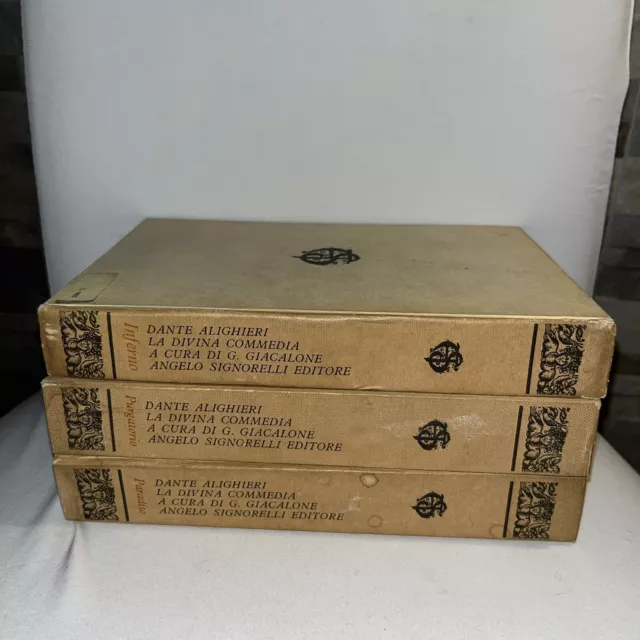 Inferno
DANTE ALIGHIERI
LA DIVINA COMMEDIA
A CURA DI G. GIACALONE
ANGELO SIGNORELLI EDITORE
Purgatorio
DANTE ALIGHIERI
LA DIVINA COMMEDIA
A CURA DI G. GIACALONE
ANGELO SIGNORELLI EDITORE
Paradiso
DANTE ALIGHIERI
LA DIVINA COMMEDIA
A CURA DI G. GIACALONE
ANGELO SIGNORELLI EDITORE